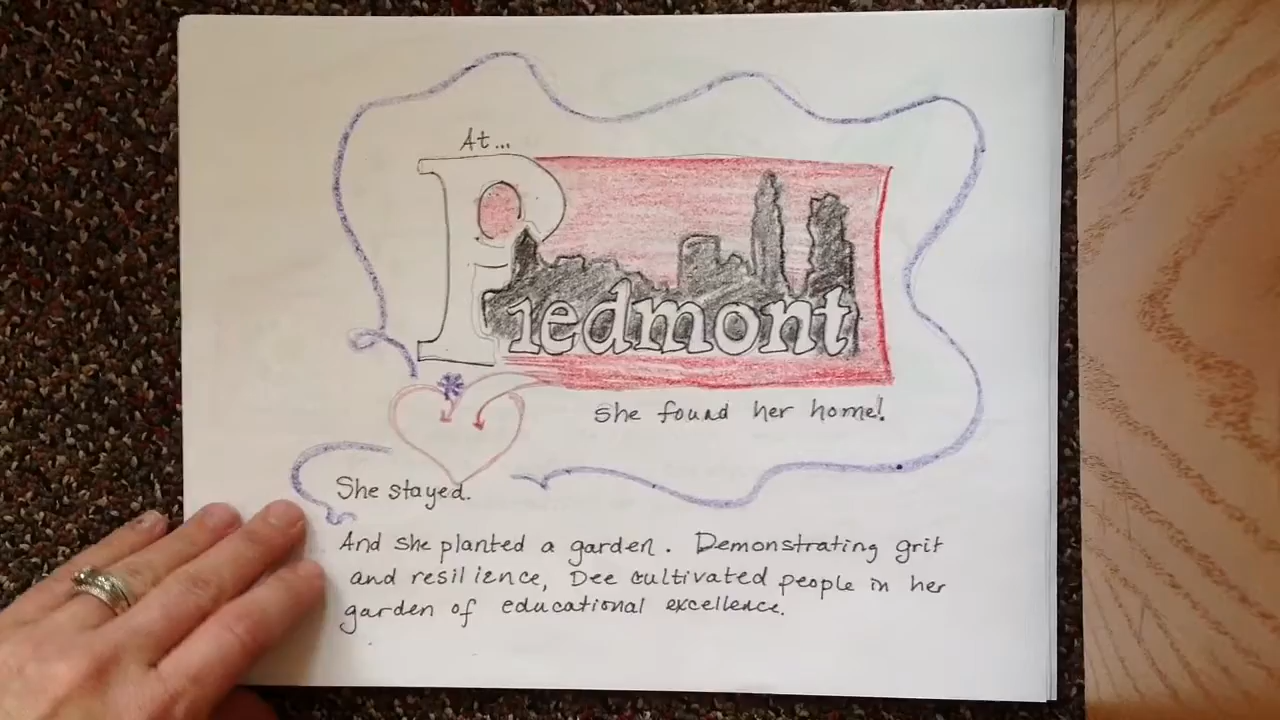 At...
Piedmont
she found her home!
She stayed.
And she planted a garden. Demonstrating grit
and resilience, Dee cultivated people in her
garden of educational excellence.